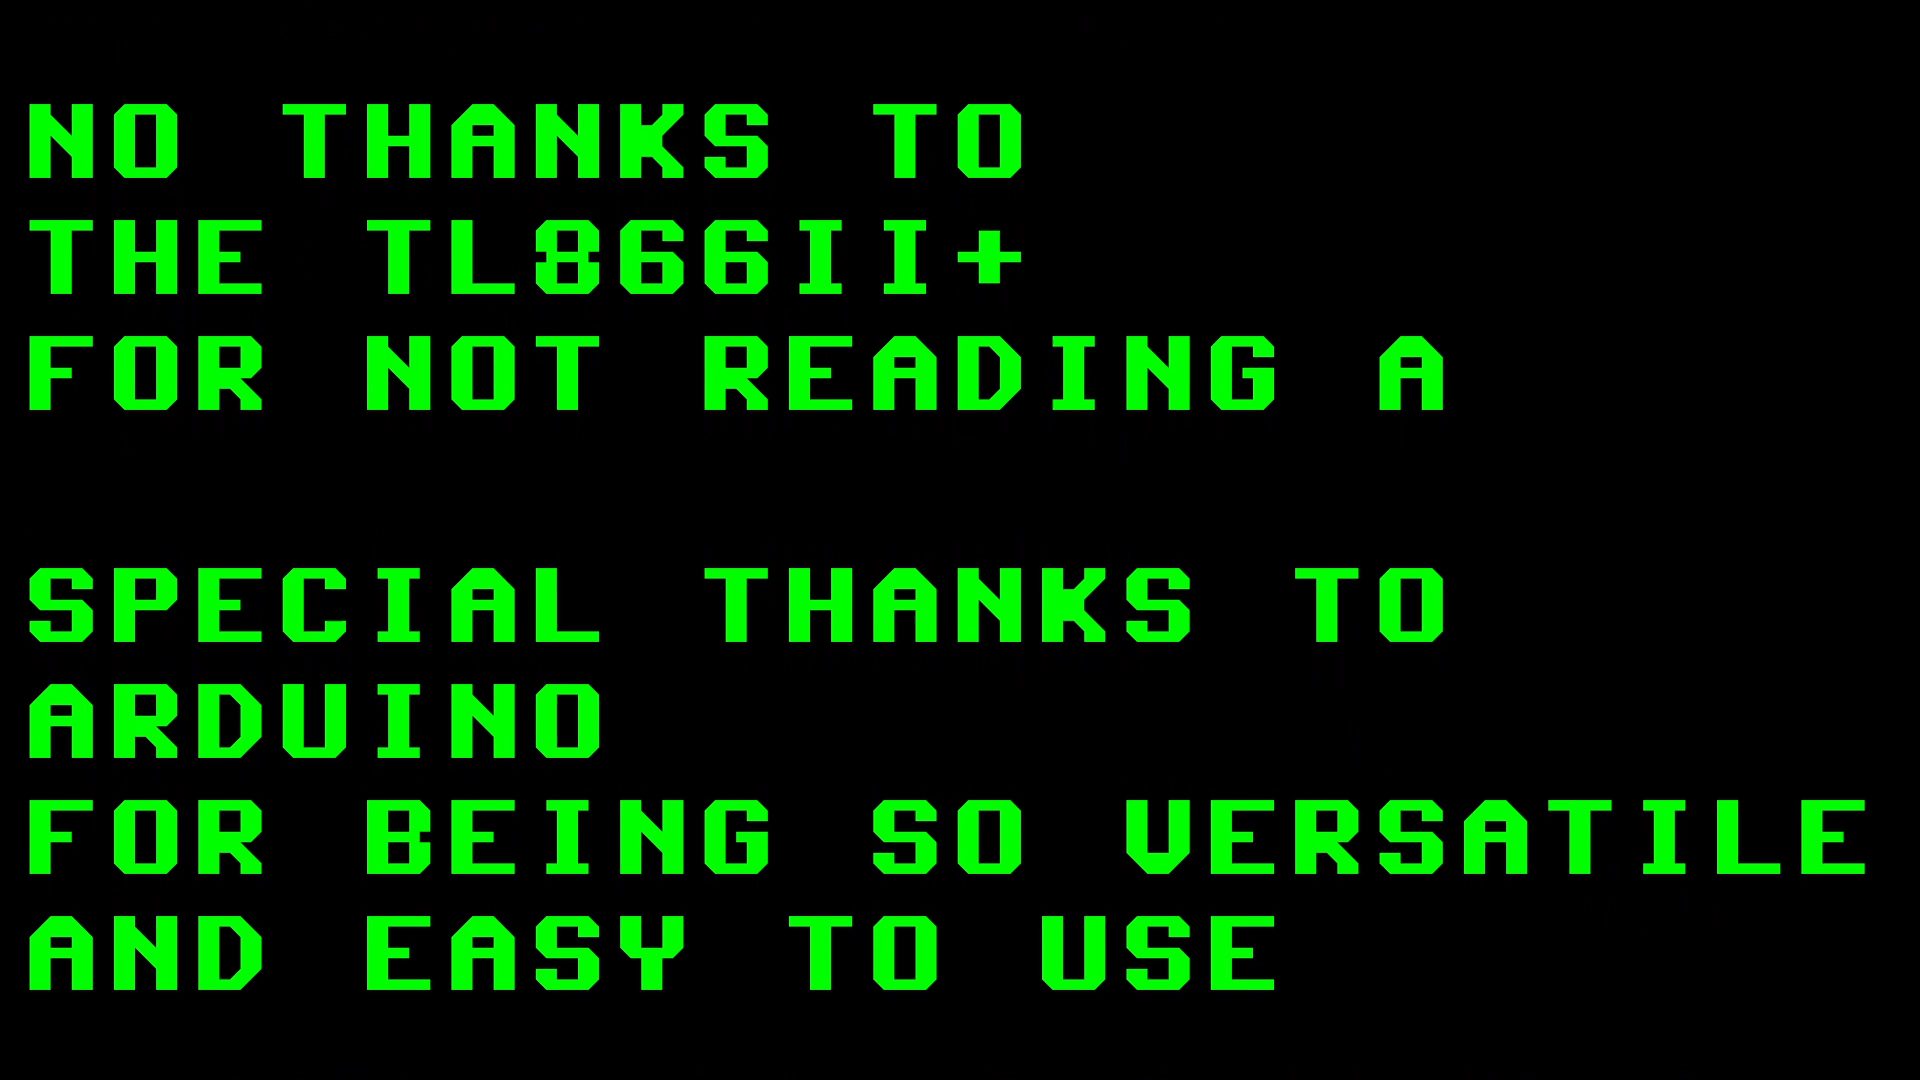 NO THANKS TO
THE TL866II+
FOR NOT READING A
SPECIAL THANKS TO
ARDUINO
FOR BEING SO VERSATILE
AND EASY TO USE